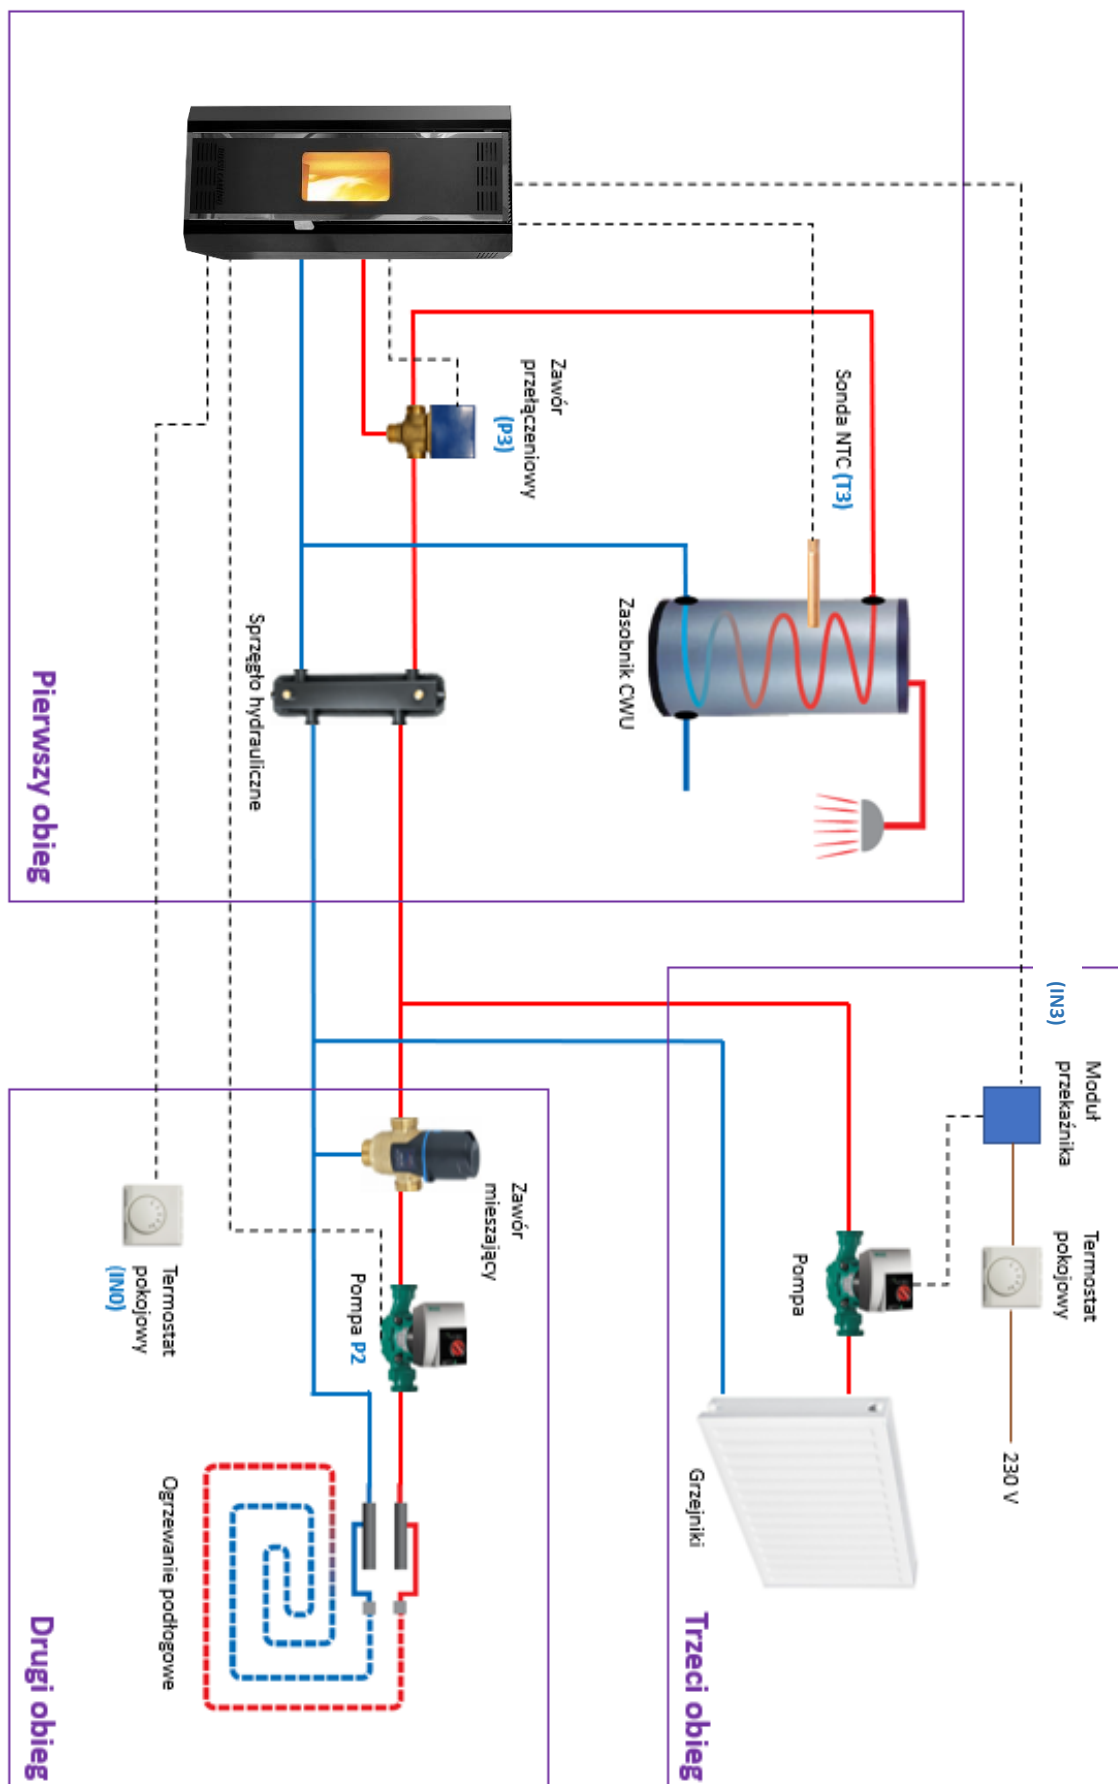 Zawór
przełączeniowy
(P3)
Sonda NTC (T3)
Zasobnik CWU
Sprzęgło hydrauliczne
Pierwszy obieg
(IN3)
Moduł
przekaźnika
Termostat
pokojowy
230 V
Pompa
Grzejniki
Trzeci obieg
Zawór
mieszający
Pompa P2
Termostat
pokojowy
(IN0)
Ogrzewanie podłogowe
Drugi obieg